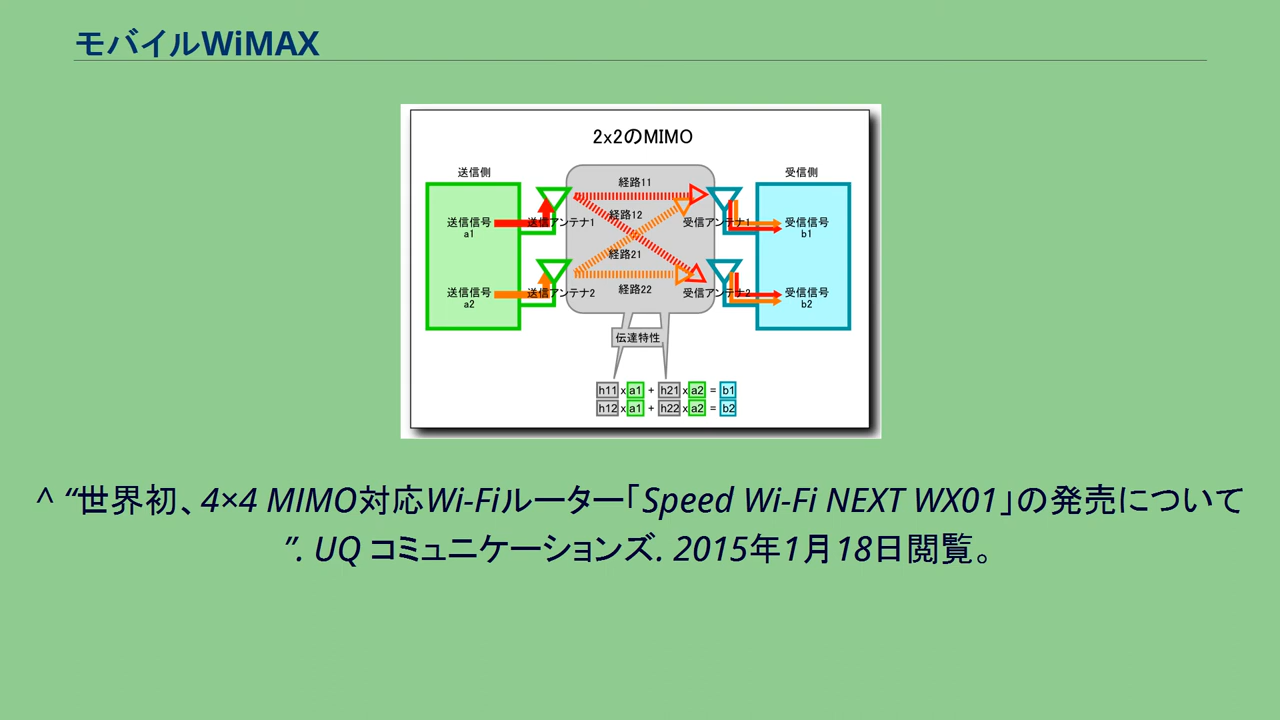 モバイルWiMAX
2x2のMIMO
送信側
受信側
経路11
送信信号
a1
送信アンテナ1
経路12
受信アンテナ1
受信信号
b1
経路21
送信信号
a2
送信アンテナ2
経路22
受信アンテナ2
受信信号
b2
伝達特性
h11 x a1 + h21 x a2 = b1
h12 x a1 + h22 x a2 = b2
^ “世界初、4×4 MIMO対応Wi-Fiルーター「Speed Wi-Fi NEXT WX01」の発売について
”. UQ コミュニケーションズ. 2015年1月18日閲覧。